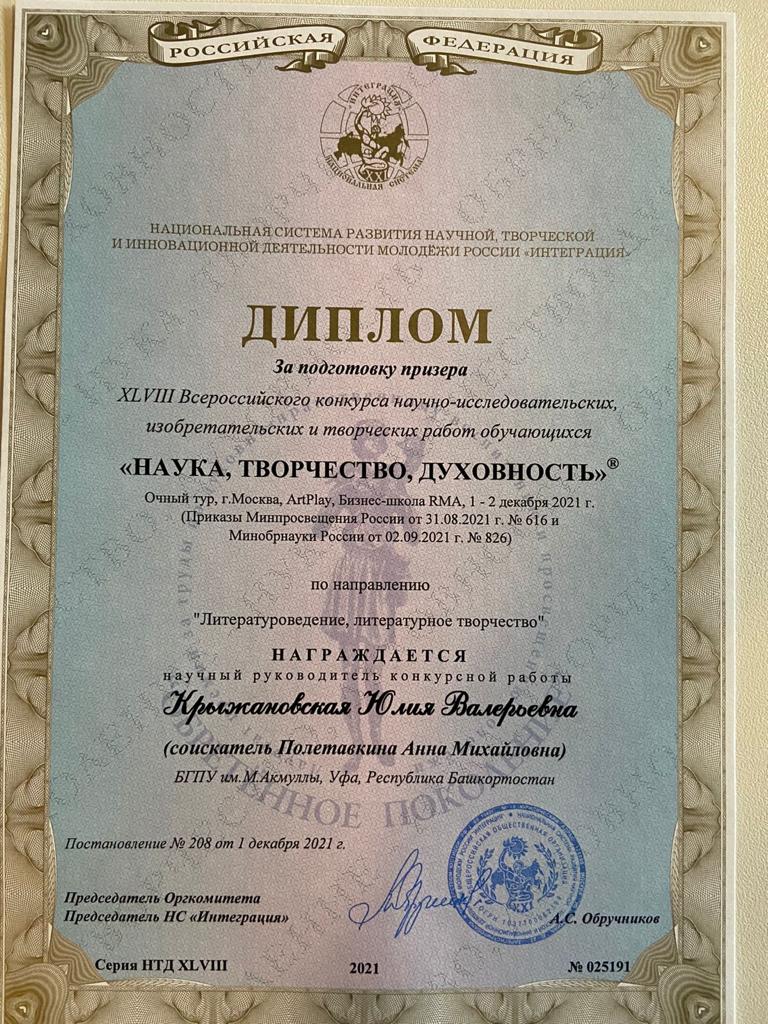 РОССИЙСКАЯ ФЕДЕРАЦИЯ
ИНТЕГРАЦИЯ
XXI
НАЦИОНАЛЬНАЯ СИСТЕМА
НАЦИОНАЛЬНАЯ СИСТЕМА РАЗВИТИЯ НАУЧНОЙ, ТВОРЧЕСКОЙ
И ИННОВАЦИОННОЙ ДЕЯТЕЛЬНОСТИ МОЛОДЁЖИ РОССИИ «ИНТЕГРАЦИЯ»
ДИПЛОМ
За подготовку призера
XLVIII Всероссийского конкурса научно-исследовательских,
изобретательских и творческих работ обучающихся
«НАУКА, ТВОРЧЕСТВО, ДУХОВНОСТЬ»®
Очный тур, г.Москва, ArtPlay, Бизнес-школа RMA, 1 - 2 декабря 2021 г.
(Приказы Минпросвещения России от 31.08.2021 г. № 616 и
Минобрнауки России от 02.09.2021 г. № 826)
по направлению
"Литературоведение, литературное творчество"
НАГРАЖДАЕТСЯ
научный руководитель конкурсной работы
Крыжановская Юлия Валерьевна
(соискатель Полетавкина Анна Михайловна)
БГПУ им.М.Акмуллы, Уфа, Республика Башкортостан
ПОКОЛЕНИЕ
Постановление № 208 от 1 декабря 2021 г.
Председатель Оргкомитета
Председатель НС «Интеграция»
А.С. Обручников
XXI
Серия НТД XLVIII
2021
№ 025191